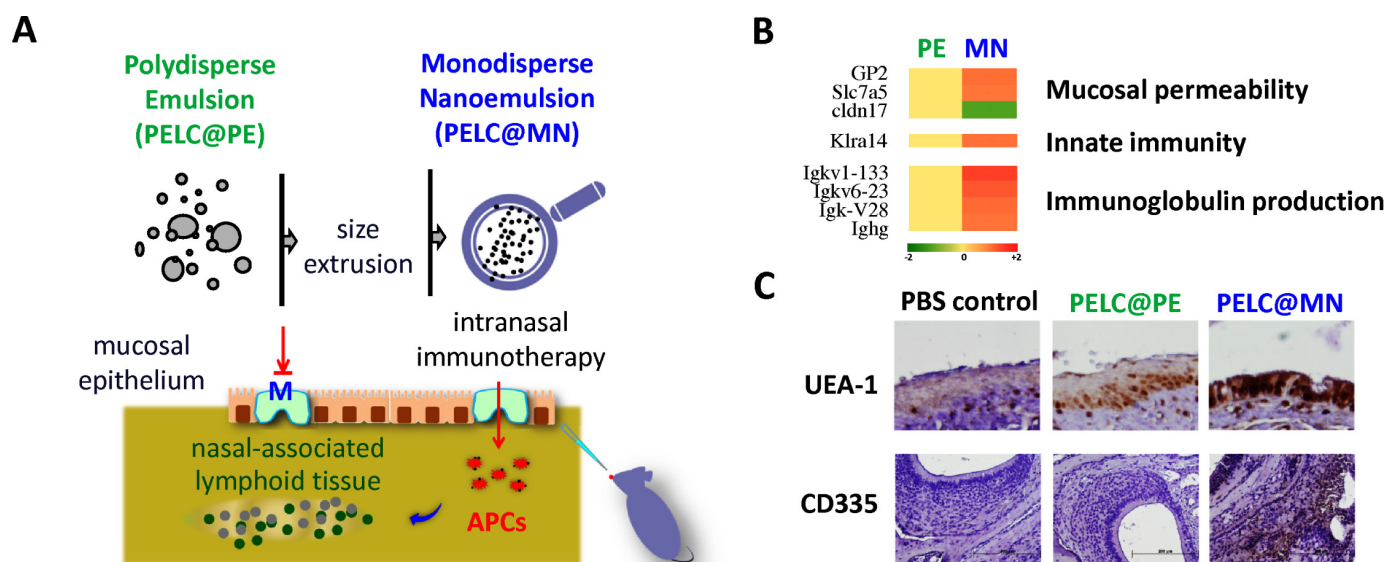 A
Polydisperse
Emulsion
(PELC@PE)
Monodisperse
Nanoemulsion
(PELC@MN)
size
extrusion
mucosal
epithelium
intranasal
immunotherapy
M
nasal-associated
lymphoid tissue
APCs
B
PE MN
GP2
Slc7a5
cldn17
Mucosal permeability
Klra14
Innate immunity
Igkv1-133
Igkv6-23
Igk-V28
Ighg
Immunoglobulin production
-2 0 +2
C
PBS control PELC@PE PELC@MN
UEA-1
CD335